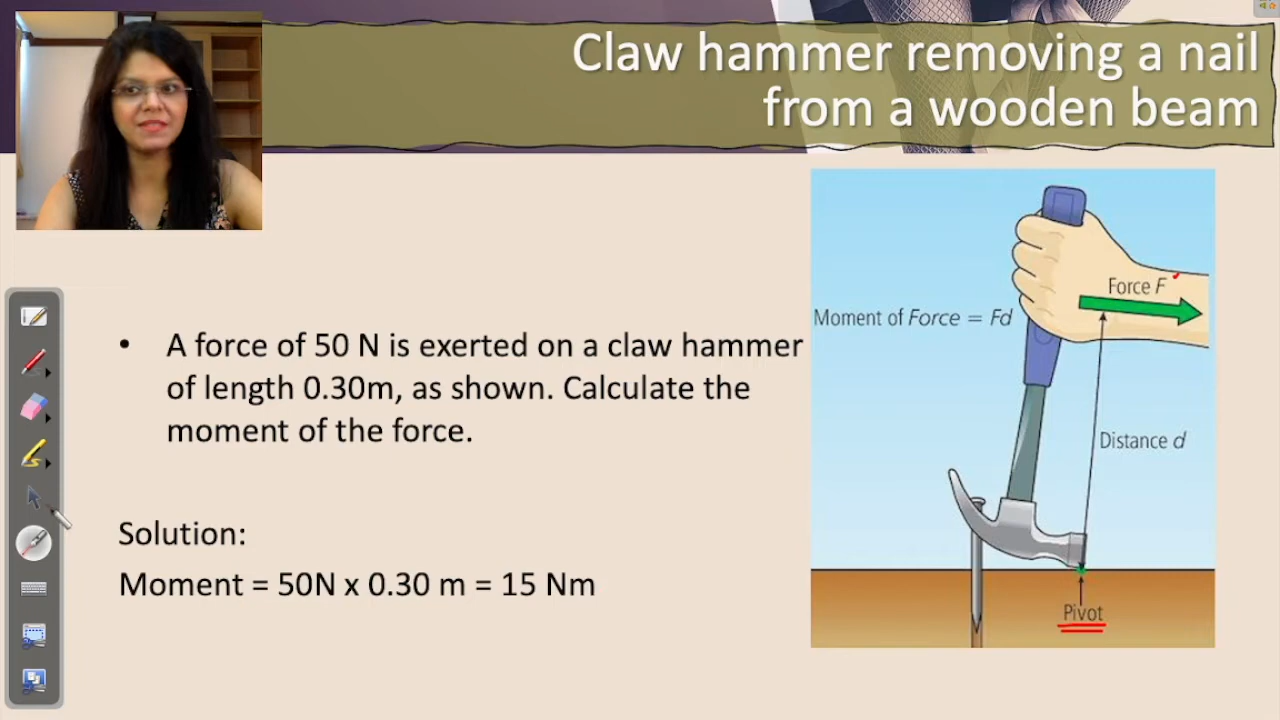 Claw hammer removing a nail
from a wooden beam
• A force of 50 N is exerted on a claw hammer
of length 0.30m, as shown. Calculate the
moment of the force.
Solution:
Moment = 50N x 0.30 m = 15 Nm
Force F
Moment of Force = Fd
Distance d
Pivot